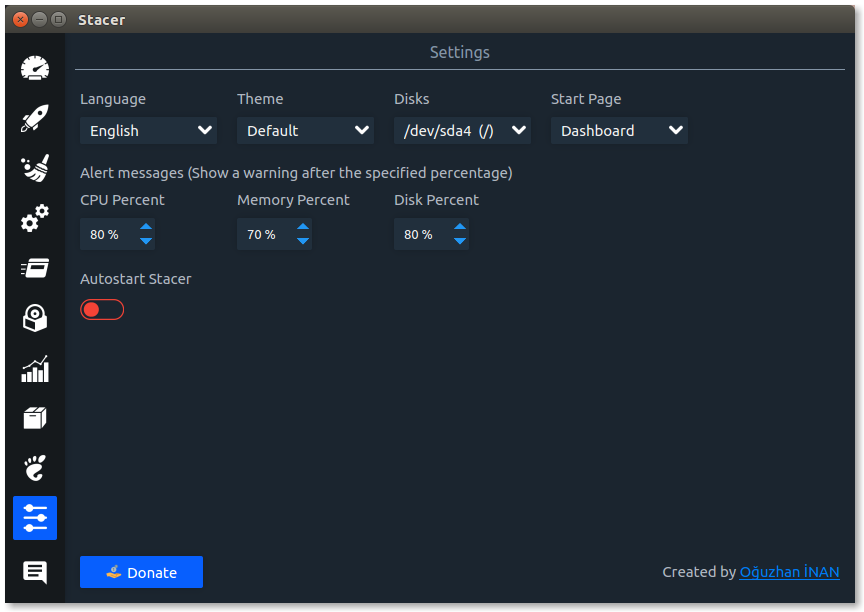 Stacer
Settings
Language Theme Disks Start Page
English Default /dev/sda4 (/) Dashboard
Alert messages (Show a warning after the specified percentage)
CPU Percent Memory Percent Disk Percent
80 % 70 % 80 %
Autostart Stacer
Donate Created by Oğuzhan İNAN